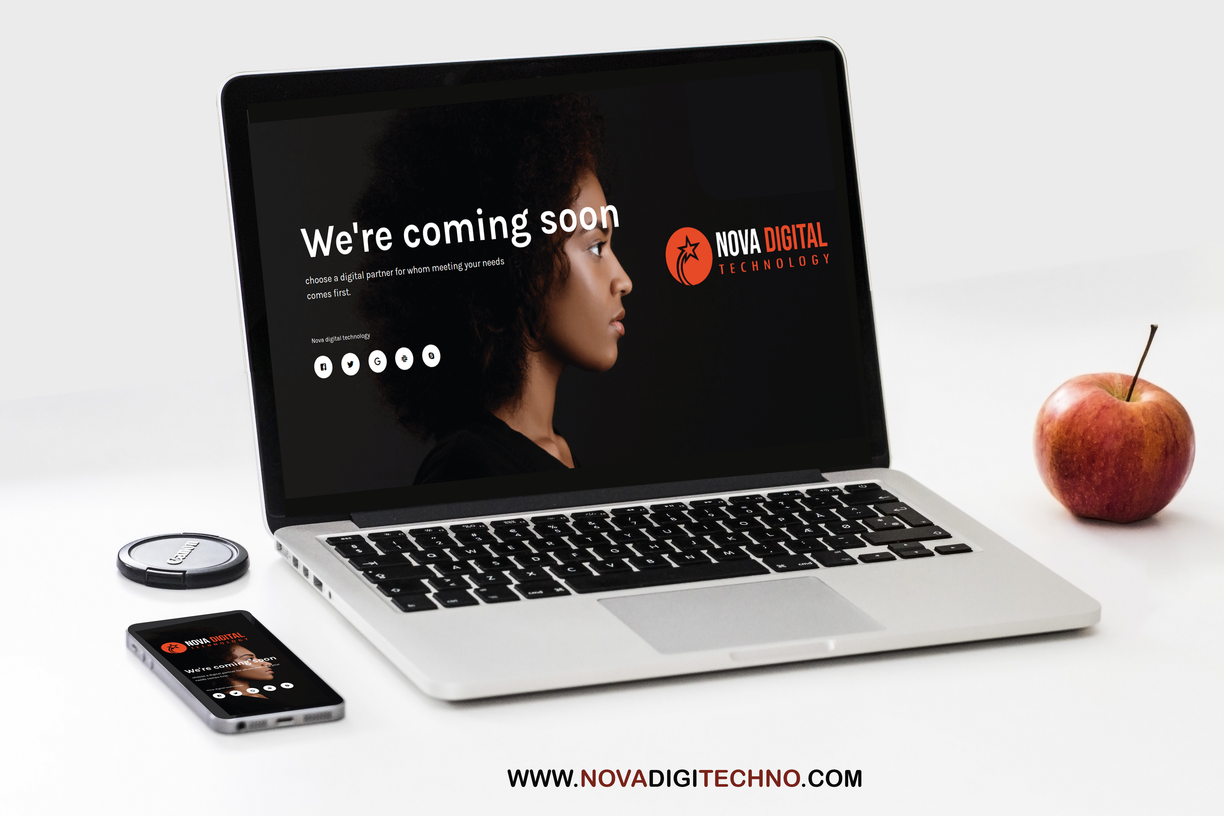 We're coming soon
choose a digital partner for whom meeting your needs
comes first.
Nova digital technology
NOVA DIGITAL
TECHNOLOGY
Canon
NOVA DIGITAL
TECHNOLOGY
We're coming soon
WWW.NOVADIGITECHNO.COM